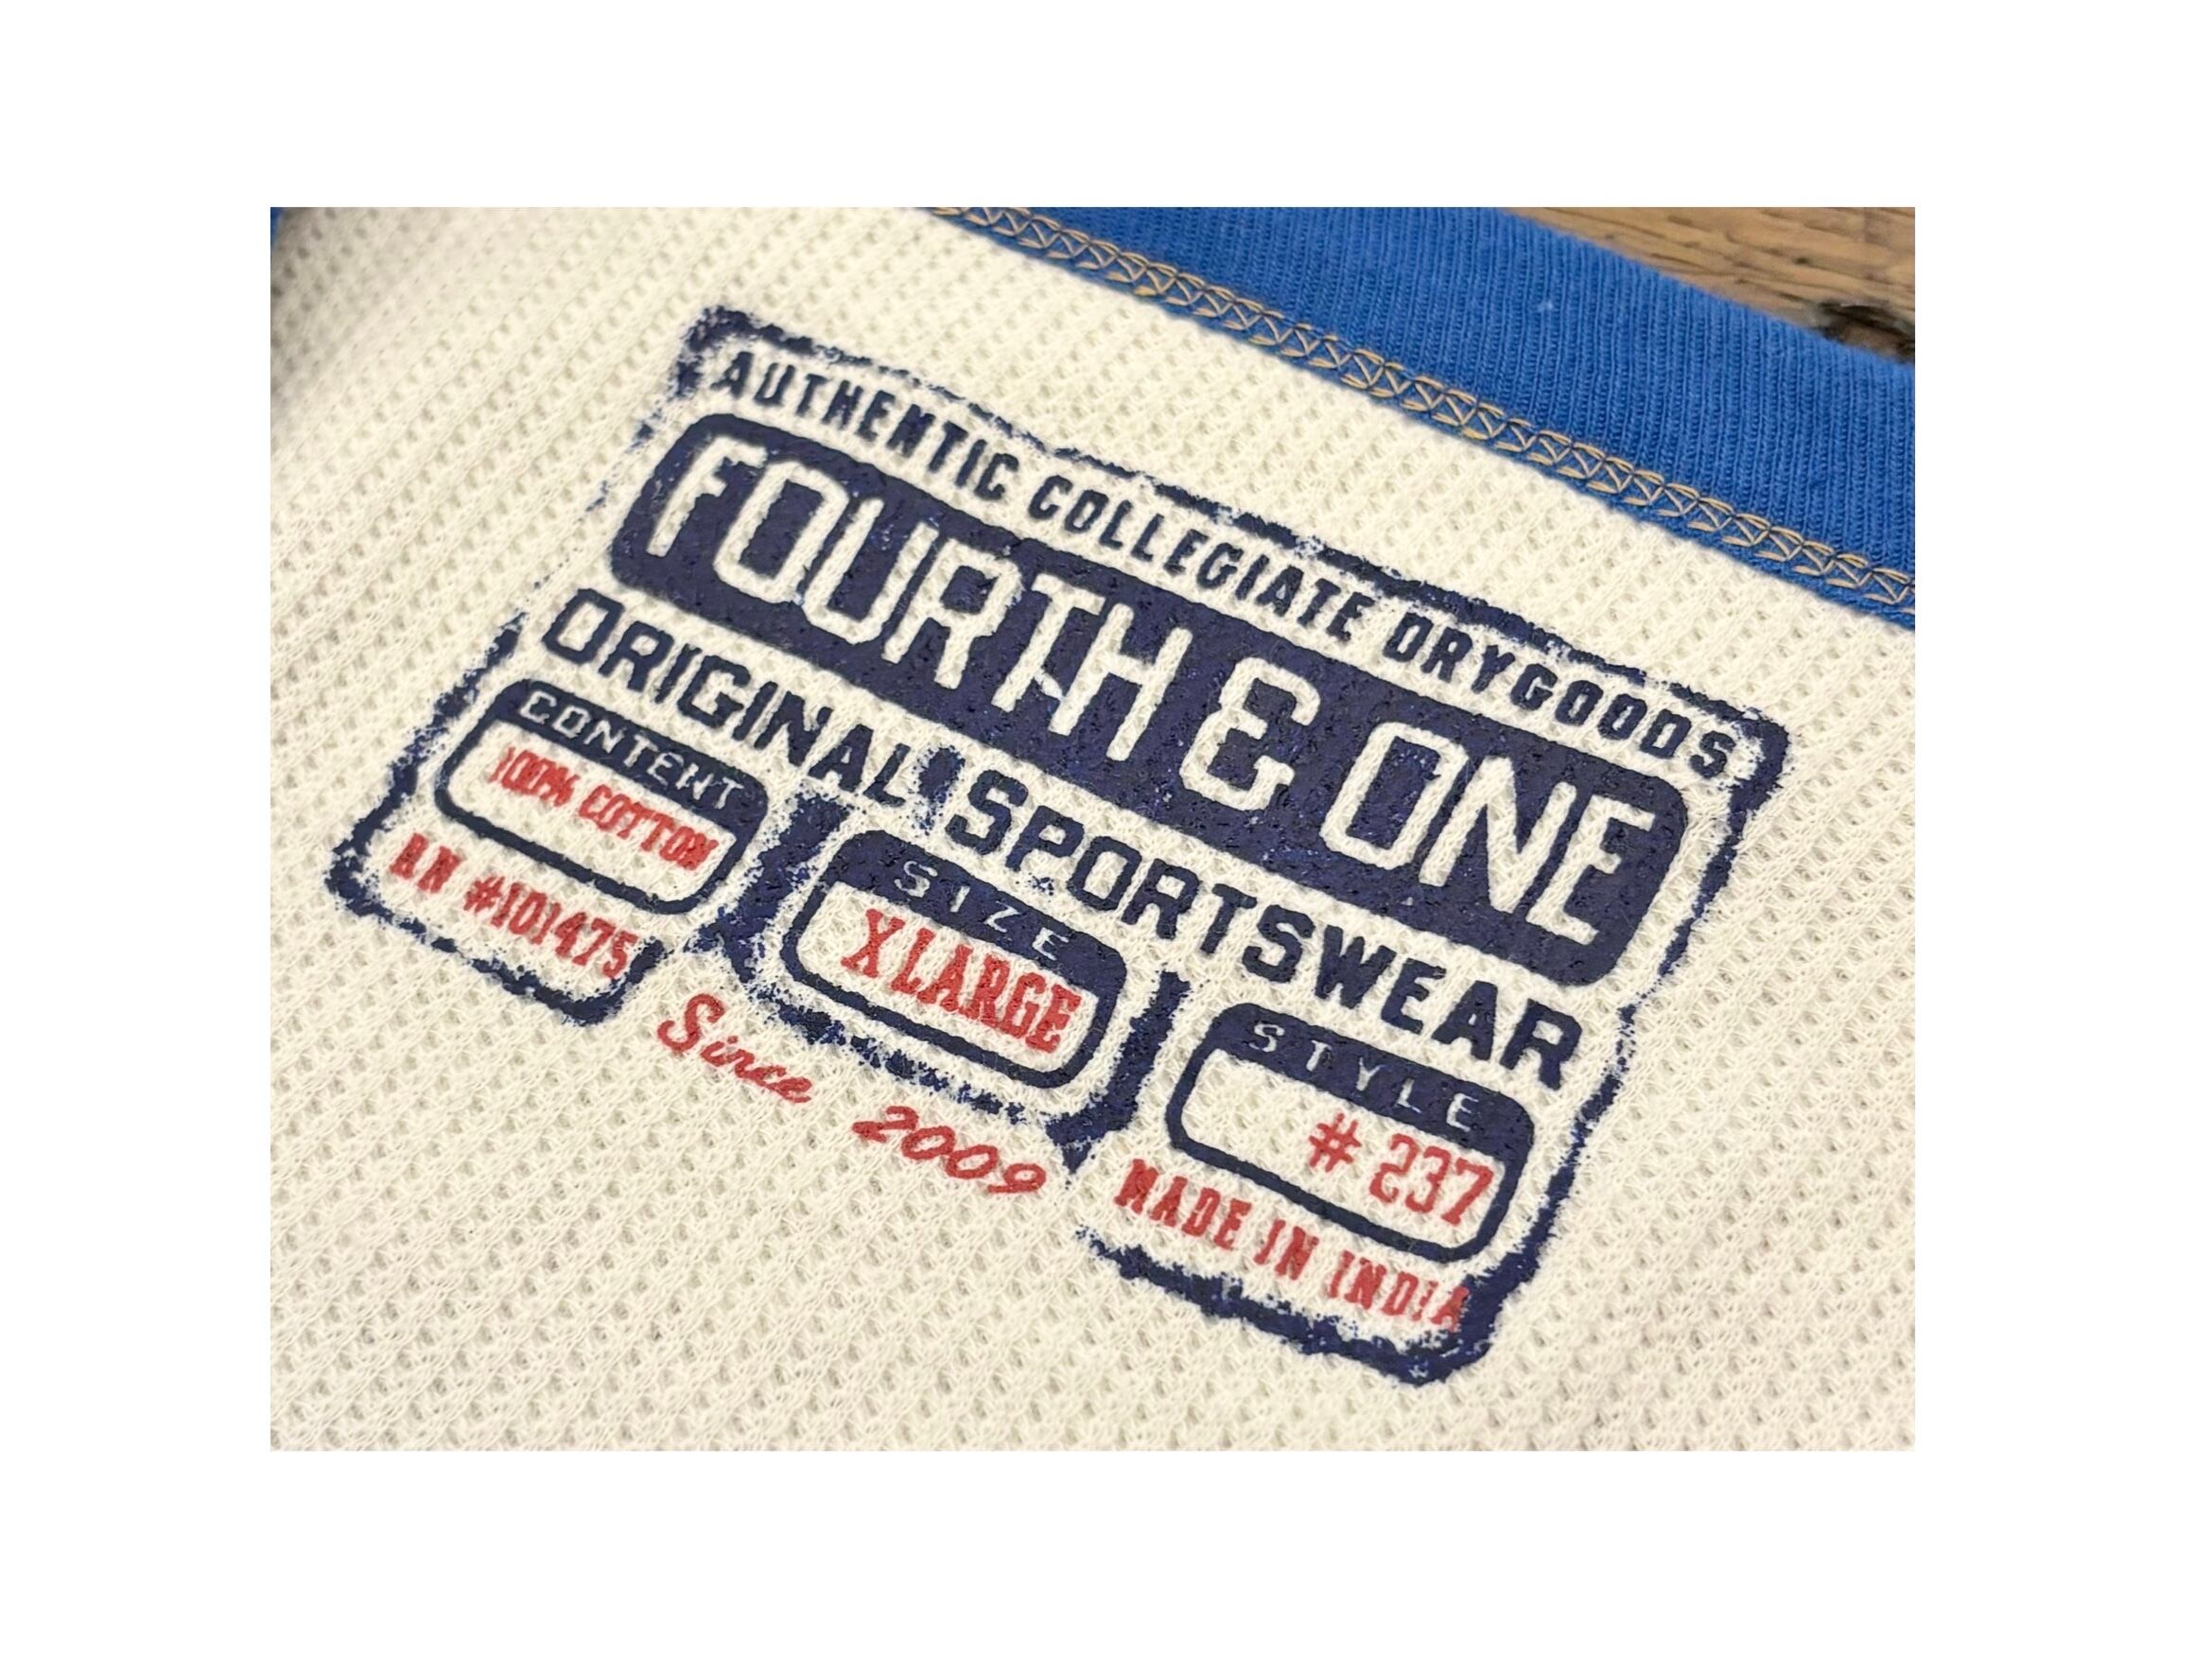 AUTHENTIC COLLEGIATE DRYGOODS
FOURTH & ONE
ORIGINAL SPORTSWEAR
CONTENT
100% COTTON
RN #101475
SIZE
X LARGE
STYLE
# 237
MADE IN INDIA
Since 2009